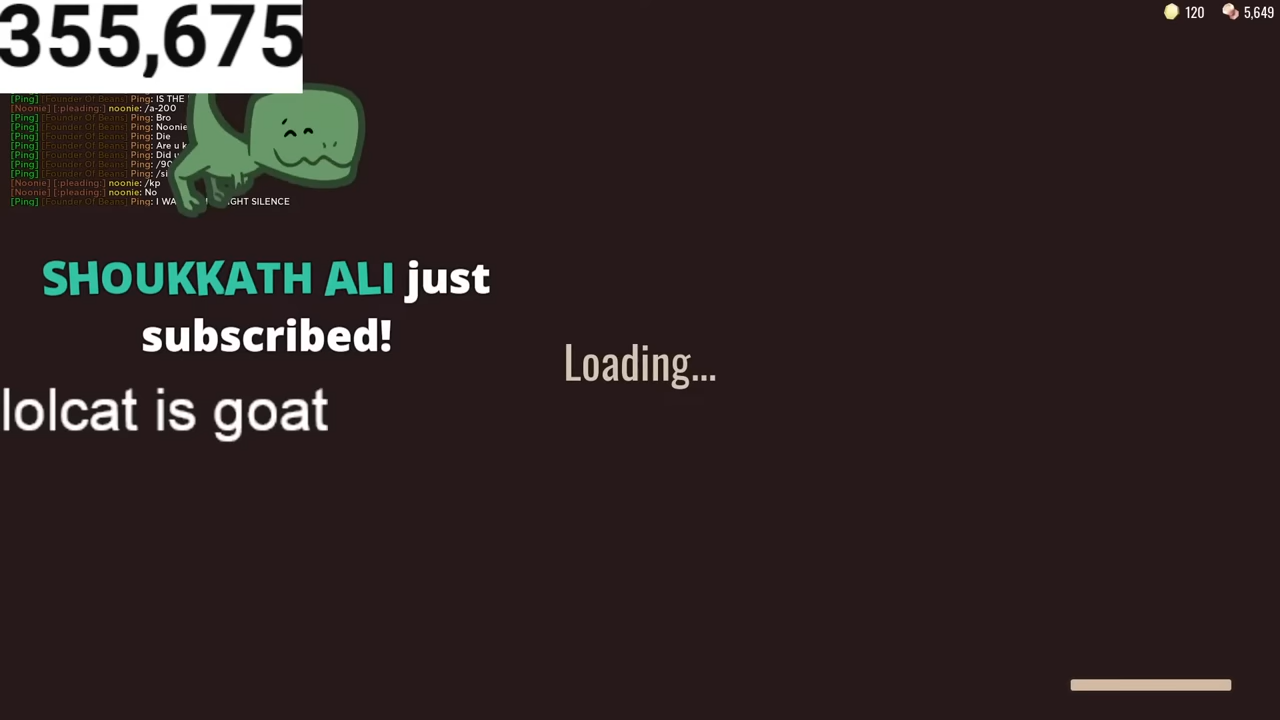 355,675
120
5,649
[Ping] [Founder Of Beans] Ping: IS THE
[Noonie] [:pleading:] noonie: /a-200
[Ping] [Founder Of Beans] Ping: Bro
[Ping] [Founder Of Beans] Ping: Noonie
[Ping] [Founder Of Beans] Ping: Die
[Ping] [Founder Of Beans] Ping: Are u k
[Ping] [Founder Of Beans] Ping: Did u
[Ping] [Founder Of Beans] Ping: /90
[Ping] [Founder Of Beans] Ping: /si
[Noonie] [:pleading:] noonie: /kp
[Noonie] [:pleading:] noonie: No
[Ping] [Founder Of Beans] Ping: I WA GHT SILENCE
SHOUKKATH ALI just
subscribed!
Loading...
lolcat is goat